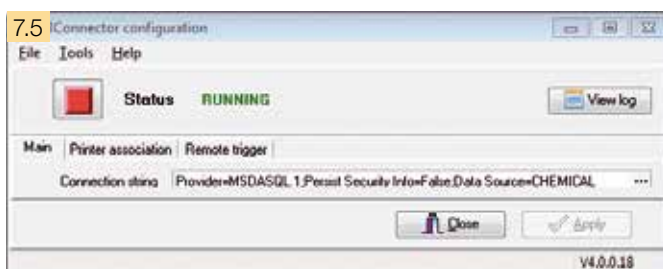 7.5 IConnector configuration
File Tools Help
Status RUNNING View log
Main Printer association Remote trigger
Connection string Provider=MSDASQL.1;Persist Security Info=False;Data Source=CHEMICAL ...
Close Apply
V4.0.0.18